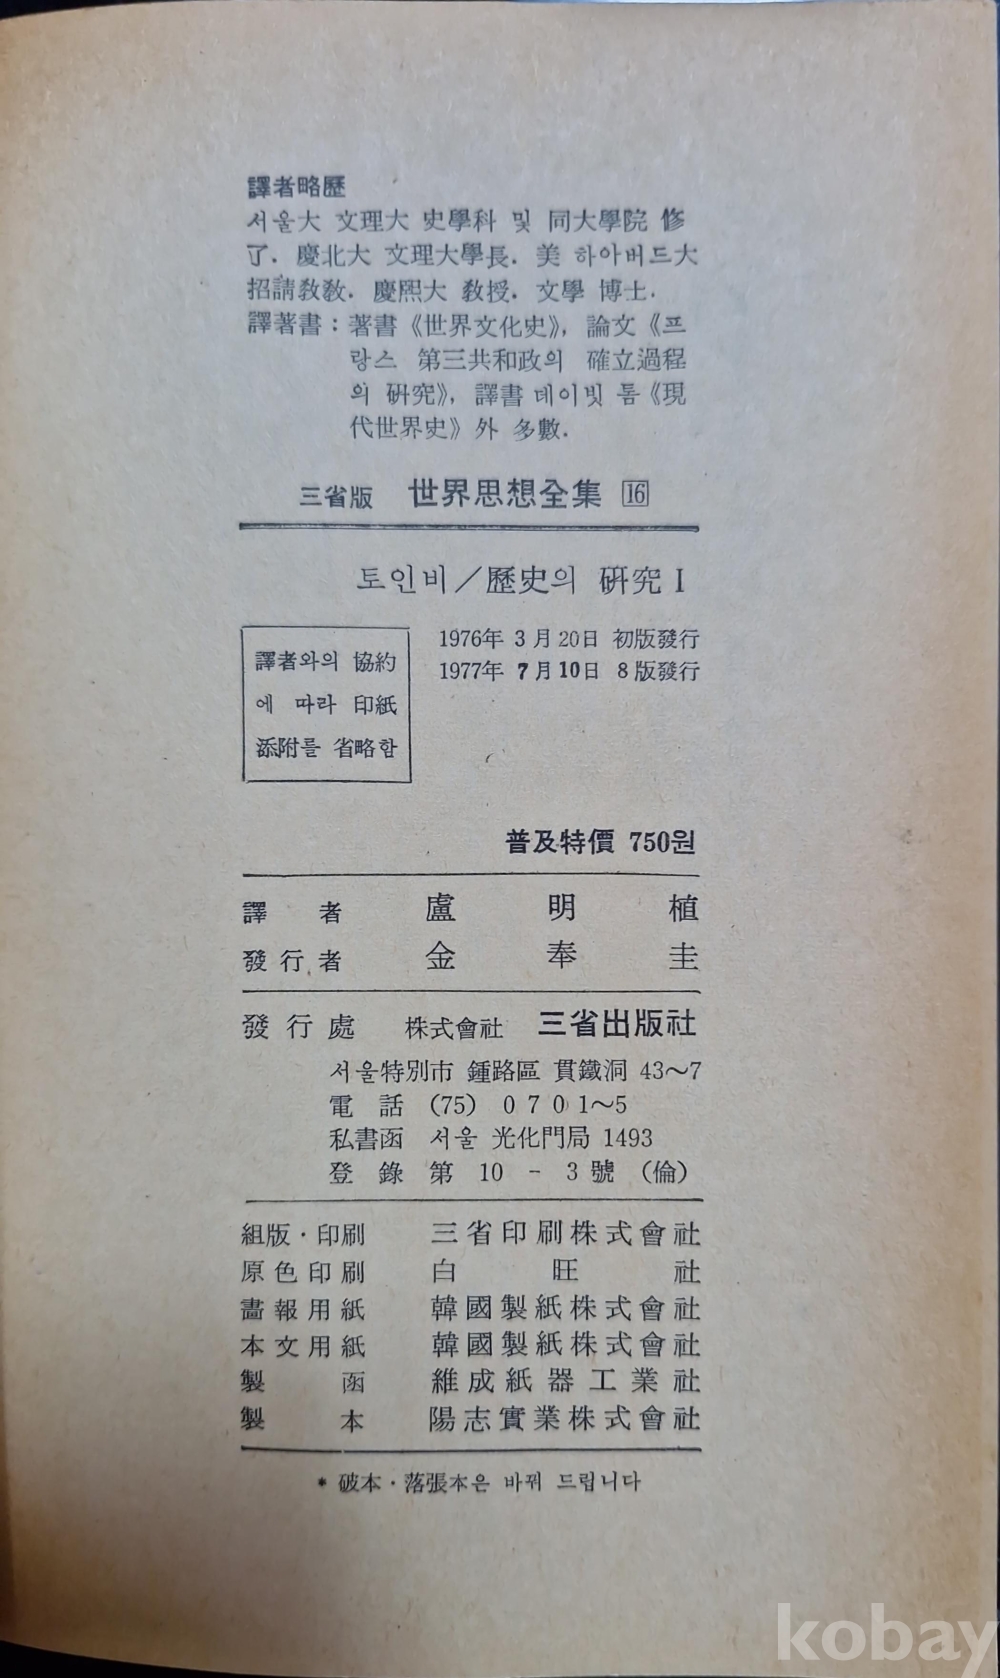 譯者略歷
서울大 文理大 史學科 및 同大學院 修
了. 慶北大 文理大學長. 美 하아버드大
招請敎敎. 慶熙大 敎授. 文學 博士.
譯著書 : 著書《世界文化史》, 論文《프
랑스 第三共和政의 確立過程
의 硏究》, 譯書 데이빗 톰《現
代世界史》外 多數.
三省版 世界思想全集 16
토인비／歷史의 硏究 I
譯者와의 協約
에 따라 印紙
添附를 省略함
1976年 3月 20日 初版發行
1977年 7月 10日 8版發行
普及特價 750원
譯者 盧明植
發行者 金奉圭
發行處 株式會社 三省出版社
서울特別市 鍾路區 貫鐵洞 43～7
電話 (75) 0701～5
私書函 서울 光化門局 1493
登錄 第 10 - 3號 (倫)
組版·印刷 三省印刷株式會社
原色印刷 白旺社
畵報用紙 韓國製紙株式會社
本文用紙 韓國製紙株式會社
製函 維成紙器工業社
製本 陽志實業株式會社
* 破本·落張本은 바꿔 드립니다
kobay